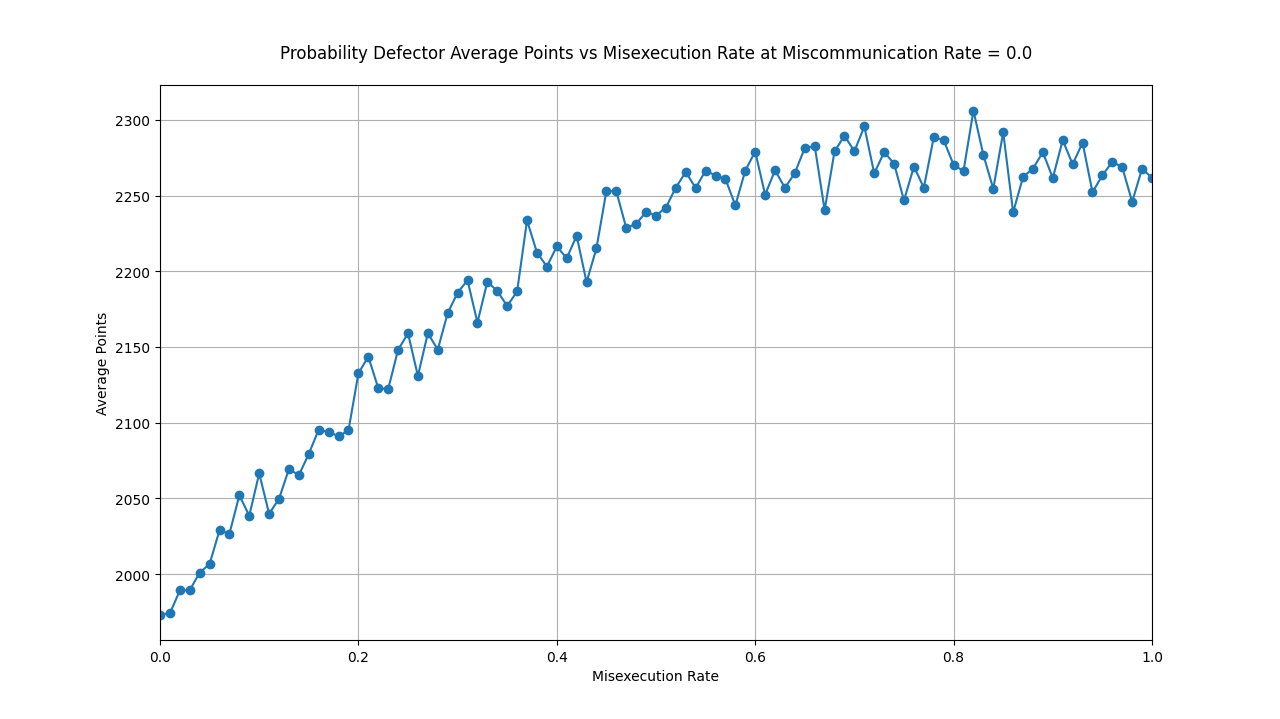 Probability Defector Average Points vs Misexecution Rate at Miscommunication Rate = 0.0
2300
2250
2200
2150
2100
2050
2000
Average Points
0.0 0.2 0.4 0.6 0.8 1.0
Misexecution Rate